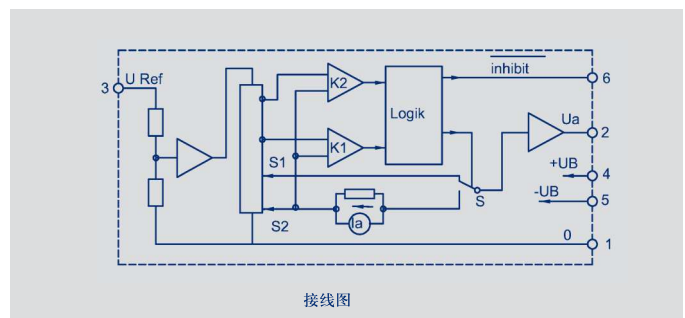 3 U Ref
K2
inhibit
6
Logik
Ua
2
K1
S1
+UB
4
S
-UB
5
S2
Ia
0
1
接线图